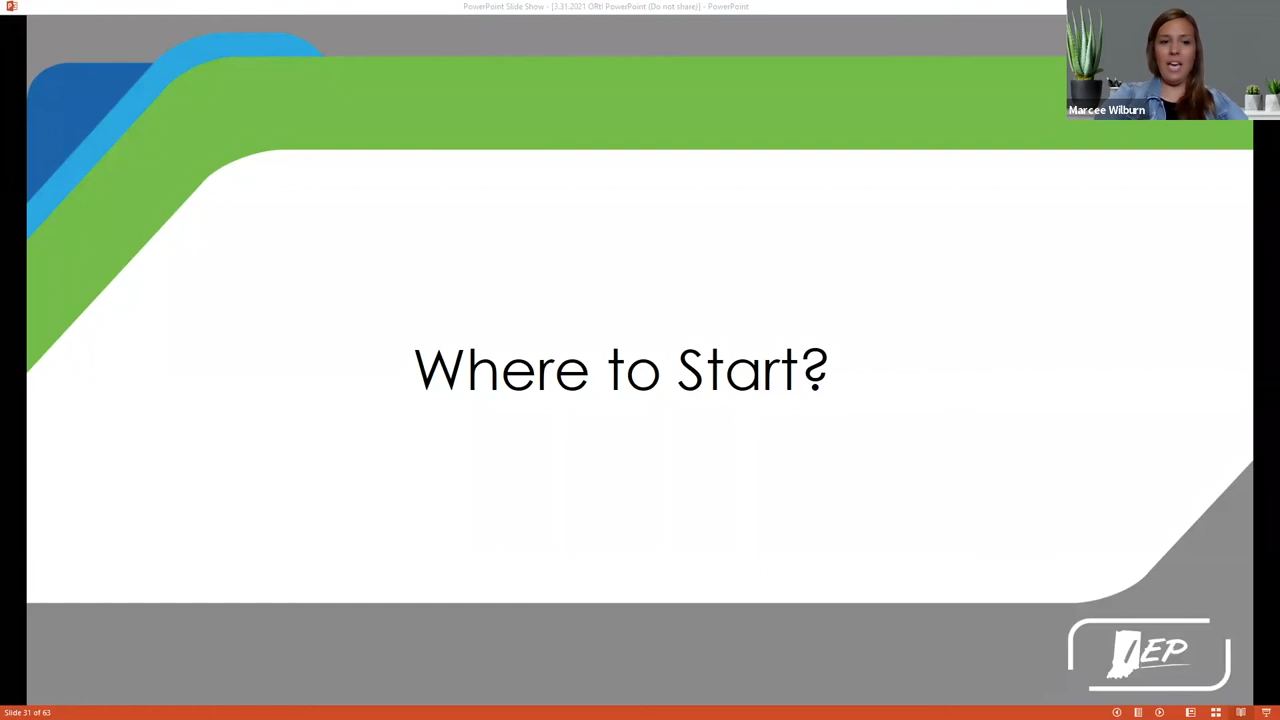 PowerPoint Slide Show - [3.31.2021 ORtI PowerPoint (Do not share)] - PowerPoint
Marcee Wilburn
Where to Start?
IEP
Slide 31 of 63